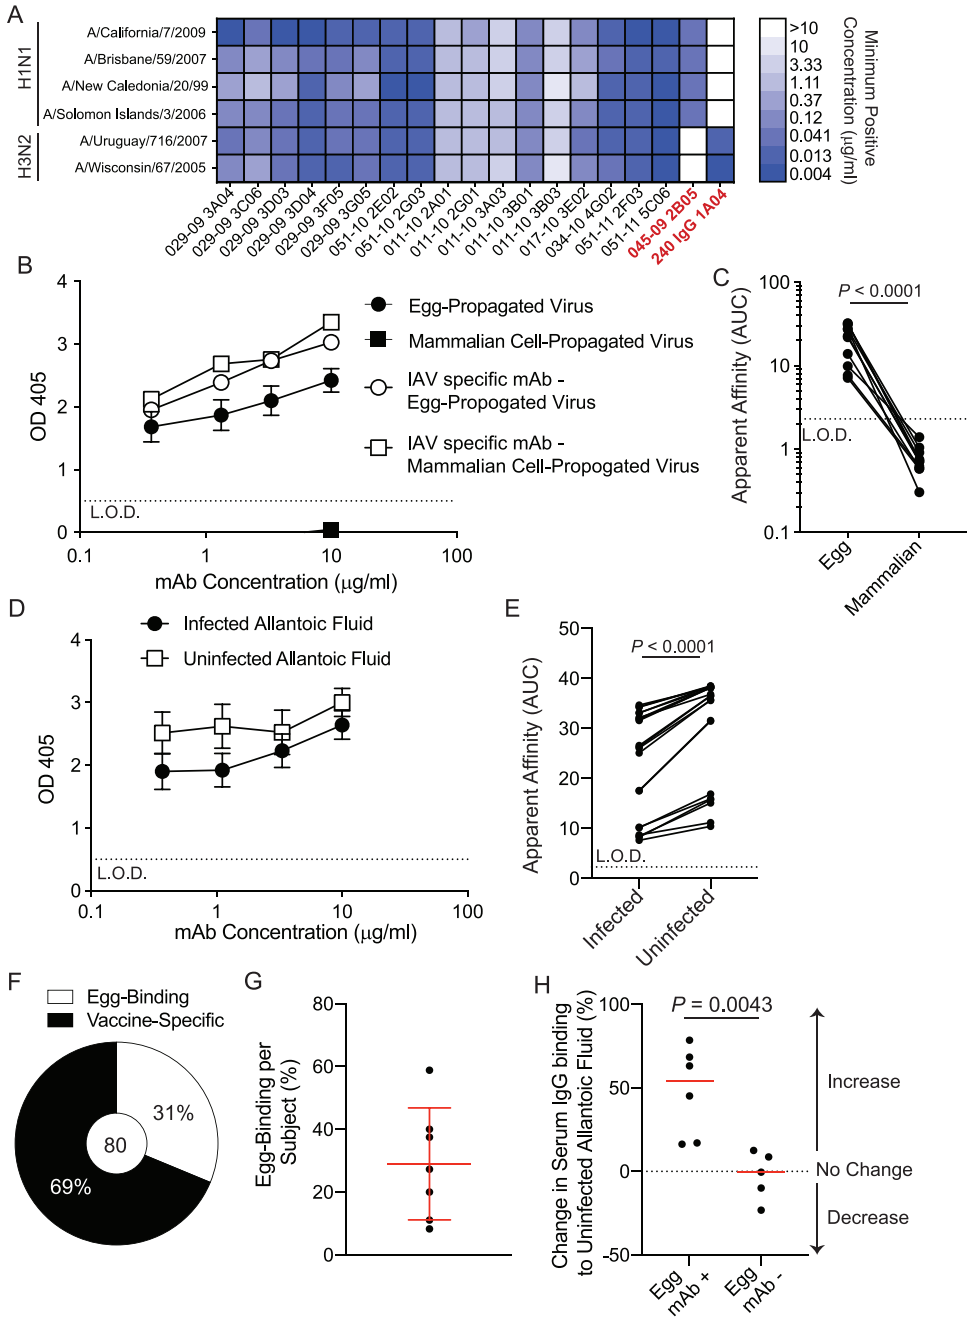 A
H1N1
H3N2
A/California/7/2009
A/Brisbane/59/2007
A/New Caledonia/20/99
A/Solomon Islands/3/2006
A/Uruguay/716/2007
A/Wisconsin/67/2005
>10
10
3.33
1.11
0.37
0.12
0.041
0.013
0.004
Minimum Positive
Concentration (μg/ml)
029-09 3A04
029-09 3C06
029-09 3D03
029-09 3D04
029-09 3F05
029-09 3G05
051-10 2E02
051-10 2G03
011-10 2A01
011-10 2G01
011-10 3A03
011-10 3B01
011-10 3B03
017-10 3E02
034-10 4G02
051-11 2F03
051-11 5C06
045-09 2B05
240 IgG 1A04
B
OD 405
4
3
2
1
0
L.O.D.
0.1
1
10
100
mAb Concentration (μg/ml)
Egg-Propagated Virus
Mammalian Cell-Propagated Virus
IAV specific mAb -
Egg-Propogated Virus
IAV specific mAb -
Mammalian Cell-Propogated Virus
C
Apparent Affinity (AUC)
100
10
1
0.1
P < 0.0001
L.O.D.
Egg
Mammalian
D
Infected Allantoic Fluid
Uninfected Allantoic Fluid
OD 405
4
3
2
1
0
L.O.D.
0.1
1
10
100
mAb Concentration (μg/ml)
E
Apparent Affinity (AUC)
50
40
30
20
10
0
P < 0.0001
L.O.D.
Infected
Uninfected
F
Egg-Binding
Vaccine-Specific
31%
80
69%
G
Egg-Binding per
Subject (%)
80
60
40
20
0
H
Change in Serum IgG binding
to Uninfected Allantoic Fluid (%)
100
50
0
-50
P = 0.0043
Increase
No Change
Decrease
Egg
mAb +
Egg
mAb -